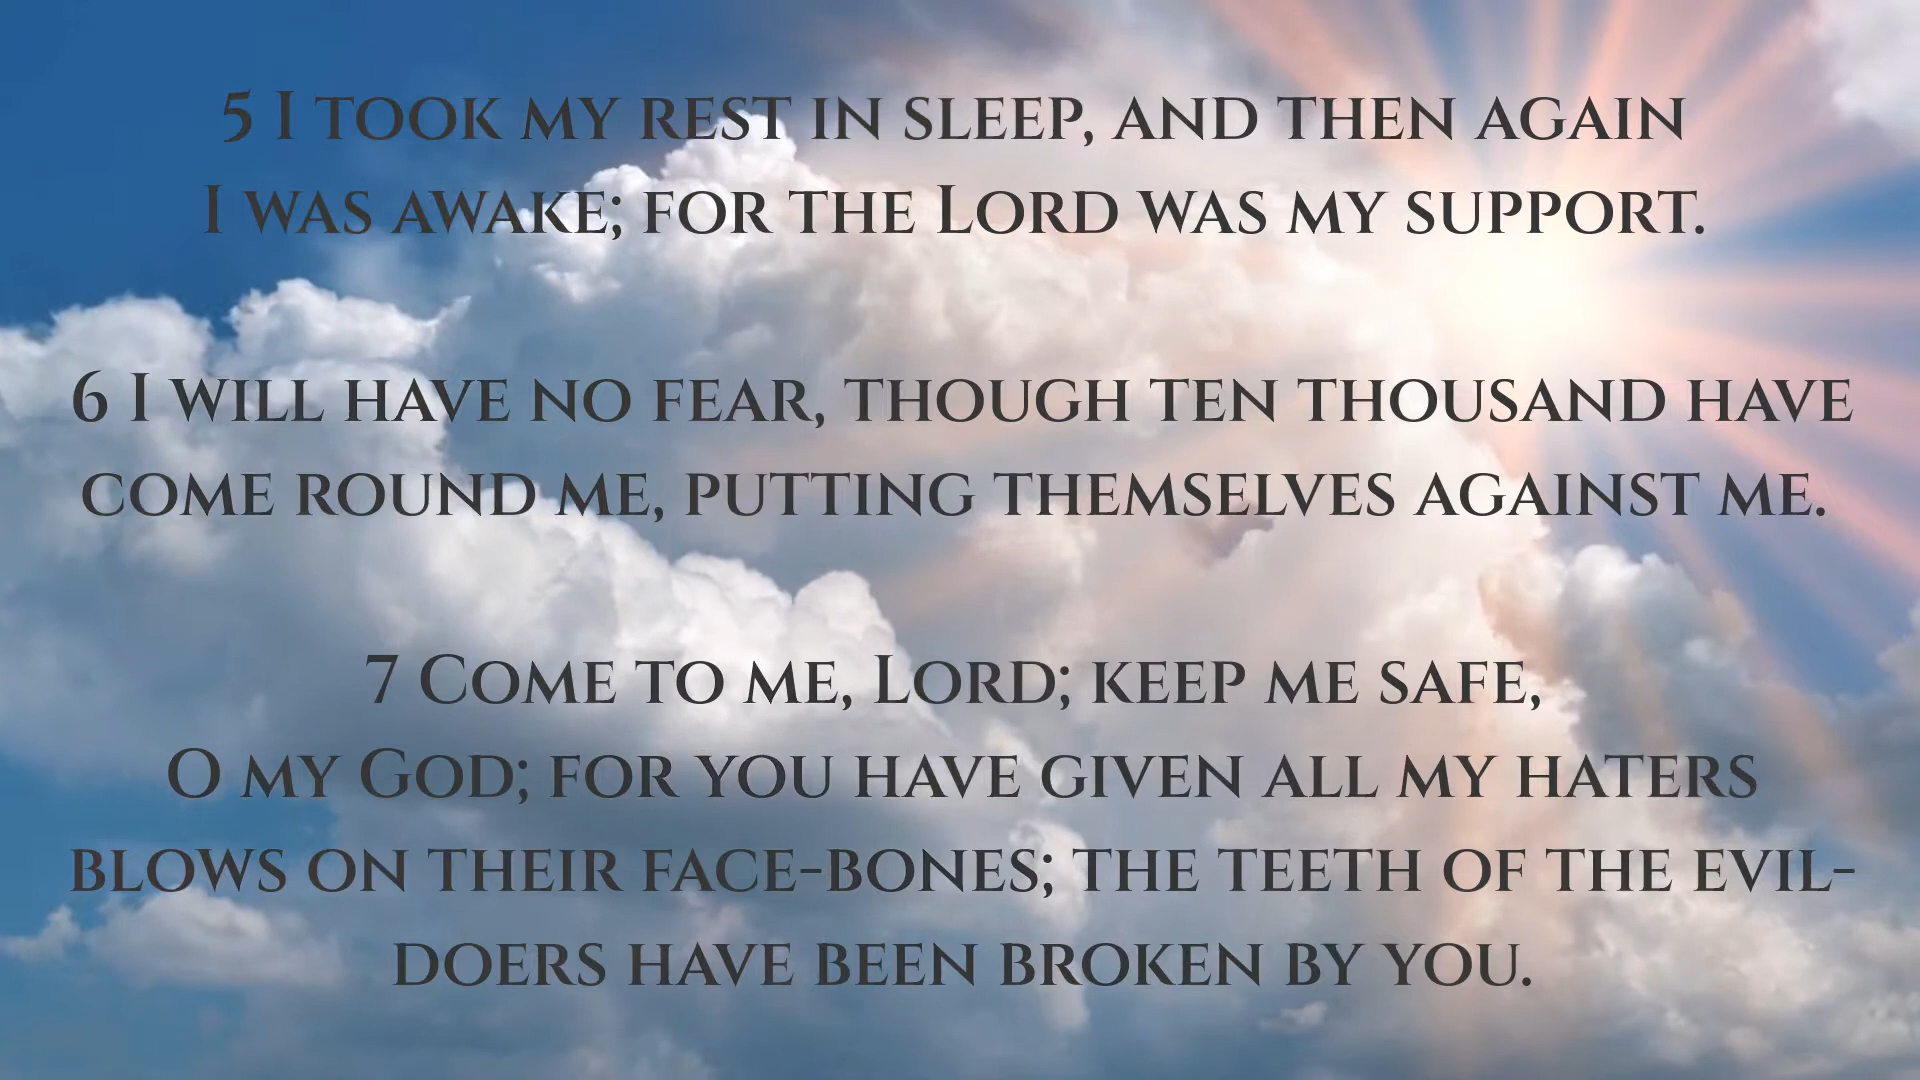 5 I took my rest in sleep, and then again
I was awake; for the Lord was my support.
6 I will have no fear, though ten thousand have
come round me, putting themselves against me.
7 Come to me, Lord; keep me safe,
O my God; for you have given all my haters
blows on their face-bones; the teeth of the evil-
doers have been broken by you.